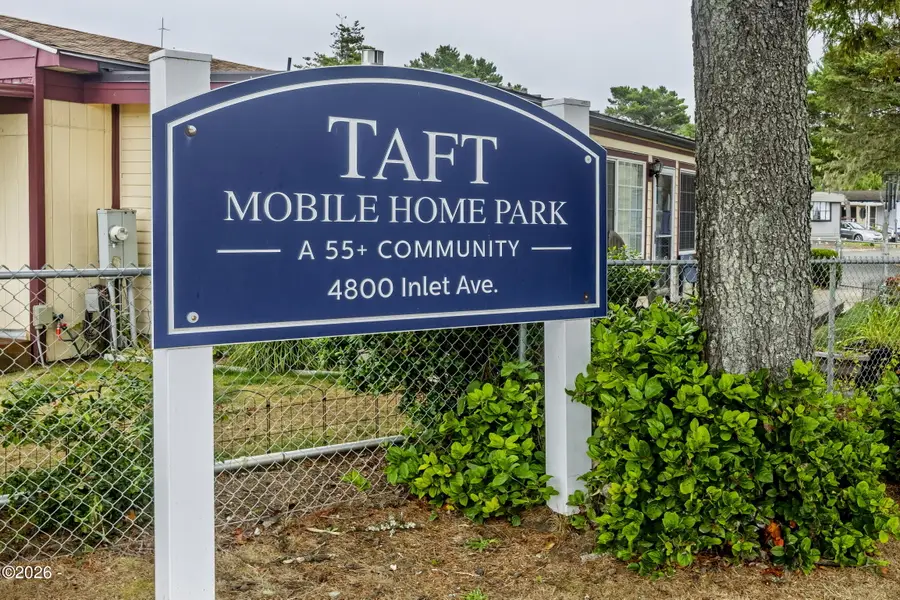 TAFT
MOBILE HOME PARK
A 55+ COMMUNITY
4800 Inlet Ave.
©2026 -